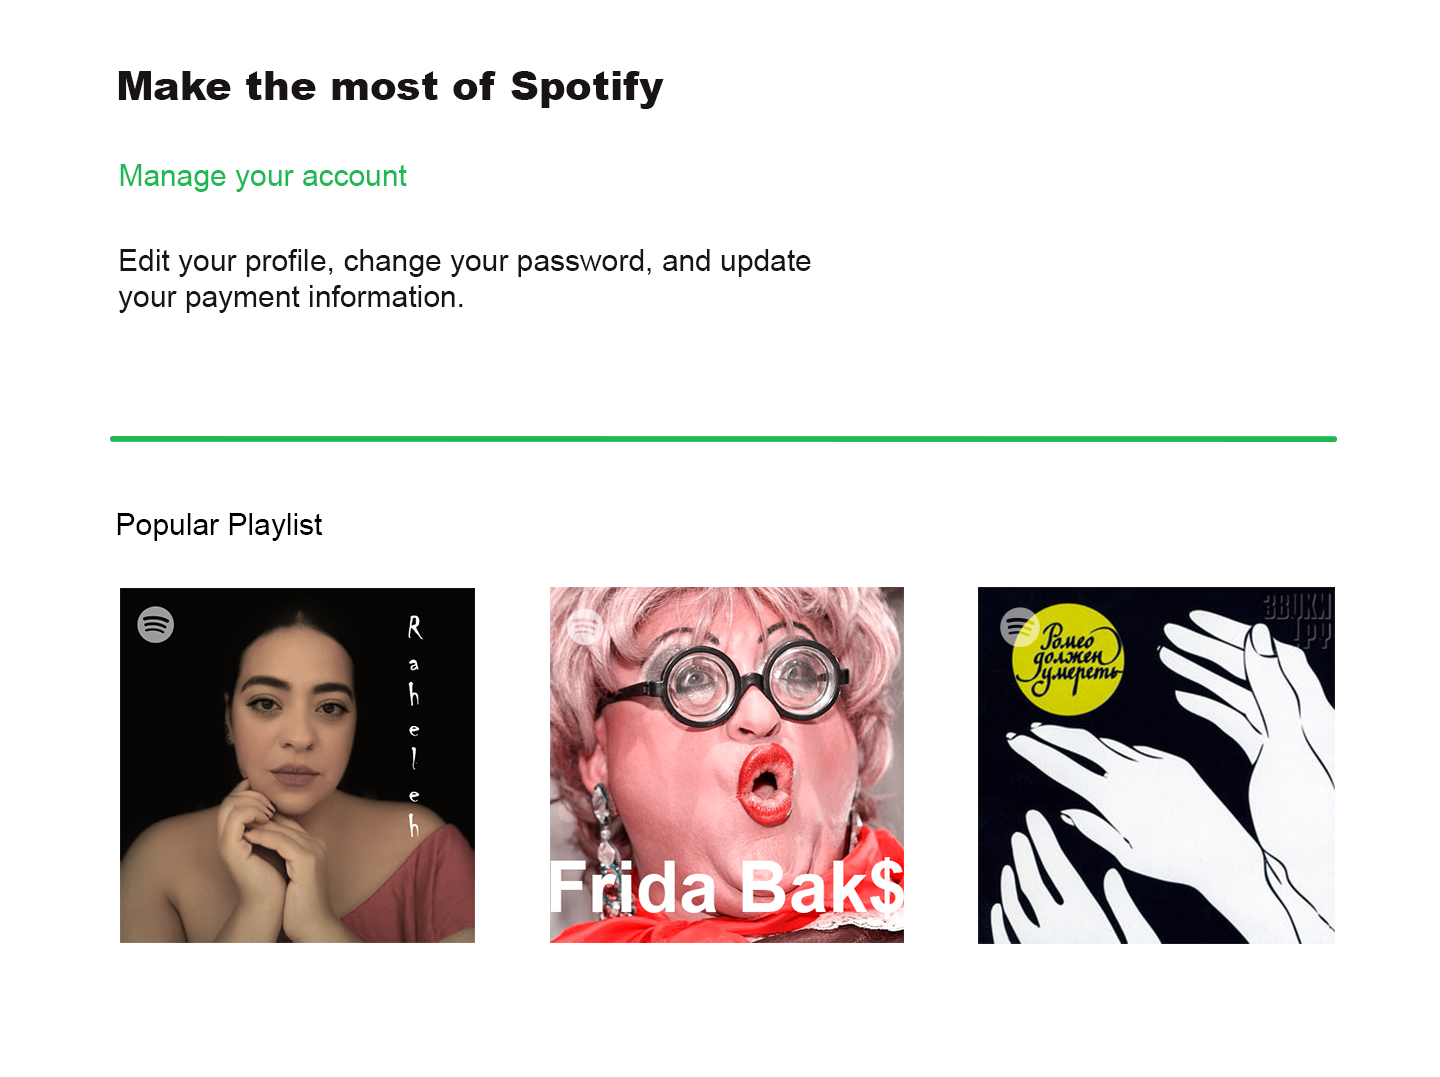 Make the most of Spotify
Manage your account
Edit your profile, change your password, and update
your payment information.
Popular Playlist
Raheleh
Frida Bak$
Ромео
должен
умереть
ЗВУКИ
.РУ